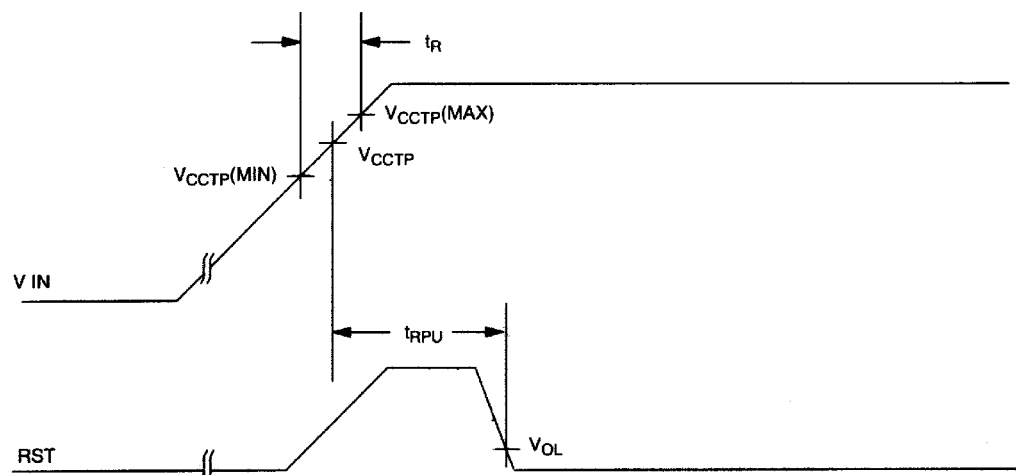 tR
VCCTP(MAX)
VCCTP
VCCTP(MIN)
V IN
tRPU
RST
VOL